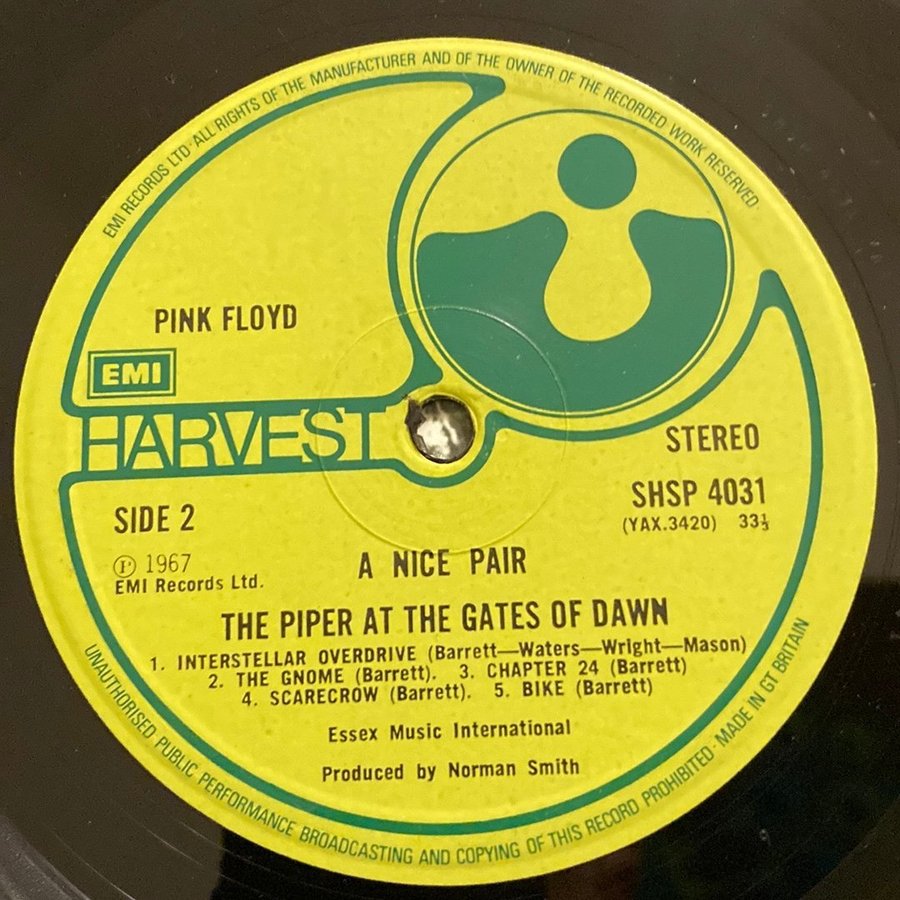 EMI RECORDS LTD · ALL RIGHTS OF THE MANUFACTURER AND OF THE OWNER OF THE RECORDED WORK RESERVED ·
PINK FLOYD
EMI
HARVEST
STEREO
SHSP 4031
(YAX.3420) 33⅓
SIDE 2
Ⓟ 1967
EMI Records Ltd.
A NICE PAIR
THE PIPER AT THE GATES OF DAWN
1. INTERSTELLAR OVERDRIVE (Barrett—Waters—Wright—Mason)
2. THE GNOME (Barrett). 3. CHAPTER 24 (Barrett)
4. SCARECROW (Barrett). 5. BIKE (Barrett)
Essex Music International
Produced by Norman Smith
UNAUTHORISED PUBLIC PERFORMANCE BROADCASTING AND COPYING OF THIS RECORD PROHIBITED · MADE IN GT BRITAIN